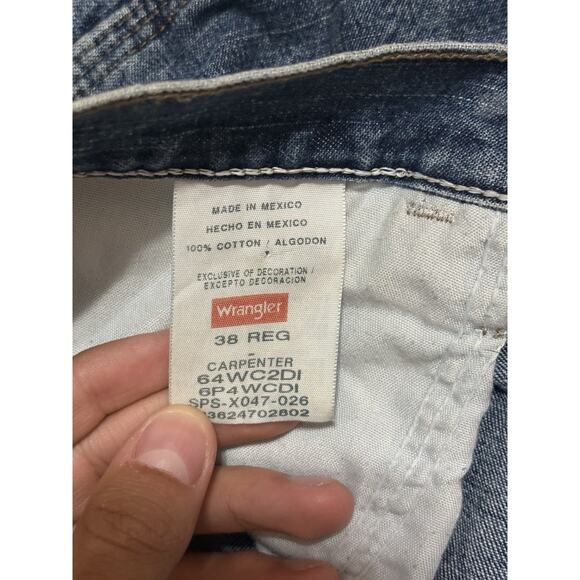 MADE IN MEXICO
HECHO EN MEXICO
100% COTTON / ALGODON
EXCLUSIVE OF DECORATION /
EXCEPTO DECORACION
Wrangler
38 REG
-
CARPENTER
64WC2DI
6P4WCDI
SPS-X047-026